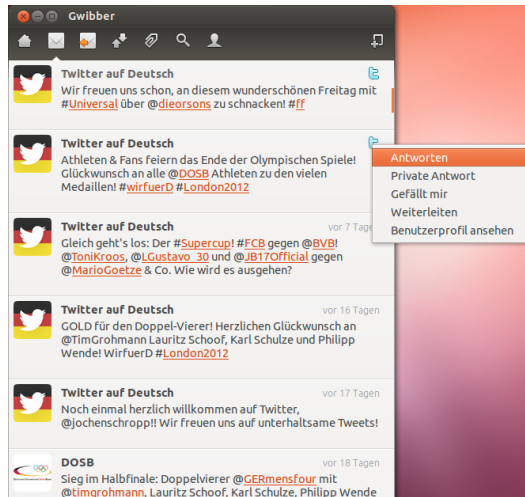 Gwibber
Twitter auf Deutsch
Wir freuen uns schon, an diesem wunderschönen Freitag mit
#Universal über @dieorsons zu schnacken! #ff
Twitter auf Deutsch
Athleten & Fans feiern das Ende der Olympischen Spiele!
Glückwunsch an alle @DOSB Athleten zu den vielen
Medaillen! #wirfuerD #London2012
Antworten
Private Antwort
Gefällt mir
Weiterleiten
Benutzerprofil ansehen
Twitter auf Deutsch vor 7 Tage
Gleich geht's los: Der #Supercup! #FCB gegen @BVB!
@ToniKroos, @LGustavo_30 und @JB17Official gegen
@MarioGoetze & Co. Wie wird es ausgehen?
Twitter auf Deutsch vor 16 Tagen
GOLD für den Doppel-Vierer! Herzlichen Glückwunsch an
@TimGrohmann Lauritz Schoof, Karl Schulze und Philipp
Wende! WirfuerD #London2012
Twitter auf Deutsch vor 17 Tagen
Noch einmal herzlich willkommen auf Twitter,
@jochenschropp!! Wir freuen uns auf unterhaltsame Tweets!
DOSB vor 18 Tagen
Sieg im Halbfinale: Doppelvierer @GERmensfour mit
@timgrohmann, Lauritz Schoof, Karl Schulze, Philipp Wende